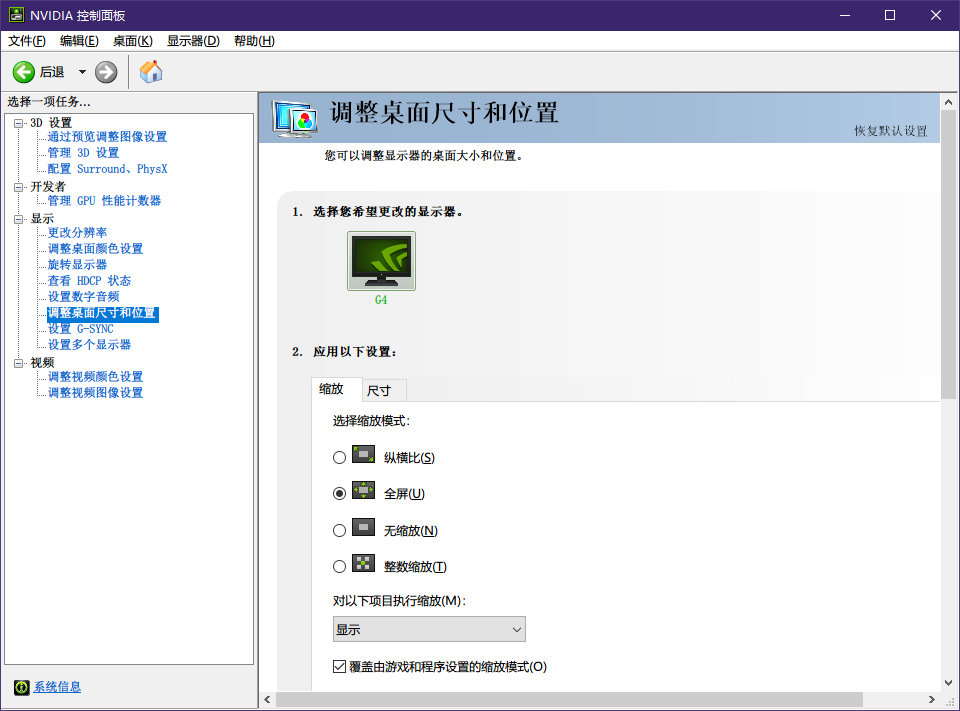 NVIDIA 控制面板
文件(F) 编辑(E) 桌面(K) 显示器(D) 帮助(H)
后退
选择一项任务...
3D 设置
通过预览调整图像设置
管理 3D 设置
配置 Surround、PhysX
开发者
管理 GPU 性能计数器
显示
更改分辨率
调整桌面颜色设置
旋转显示器
查看 HDCP 状态
设置数字音频
调整桌面尺寸和位置
设置 G-SYNC
设置多个显示器
视频
调整视频颜色设置
调整视频图像设置
系统信息
调整桌面尺寸和位置
恢复默认设置
您可以调整显示器的桌面大小和位置。
1. 选择您希望更改的显示器。
G4
2. 应用以下设置:
缩放 尺寸
选择缩放模式:
纵横比(S)
全屏(U)
无缩放(N)
整数缩放(T)
对以下项目执行缩放(M):
显示
覆盖由游戏和程序设置的缩放模式(O)